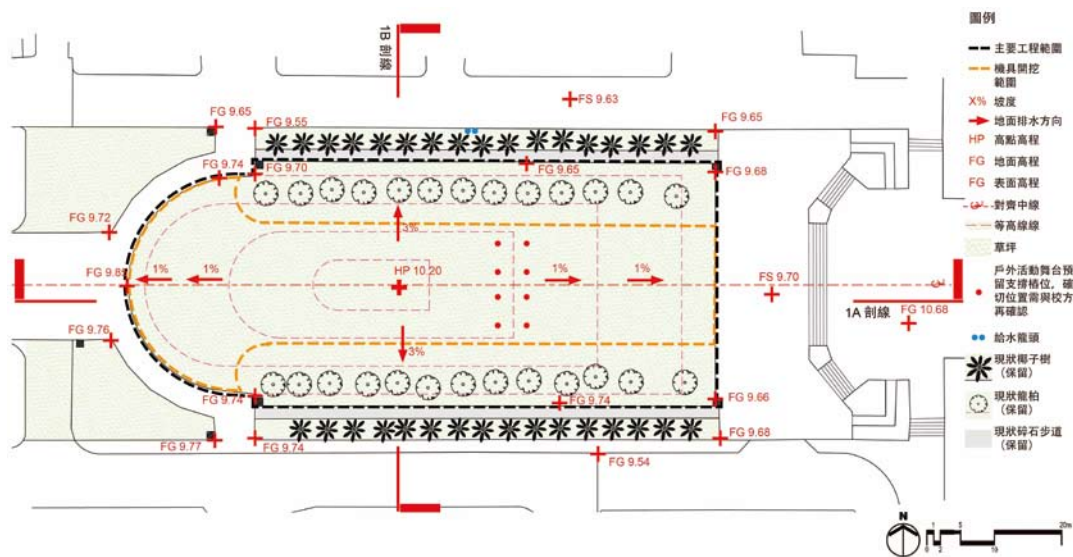 1B 剖線
FS 9.63
FG 9.65
FG 9.55
FG 9.65
FG 9.74
FG 9.70
FG 9.65
FG 9.68
FG 9.72
3%
1%
1%
HP 10.20
1%
1%
FG 9.85
FS 9.70
1A 剖線
FG 10.68
FG 9.76
3%
FG 9.74
FG 9.74
FG 9.66
FG 9.77
FG 9.74
FG 9.68
FG 9.54
圖例
主要工程範圍
機具開挖
範圍
X% 坡度
地面排水方向
HP 高點高程
FG 地面高程
FG 表面高程
對齊中線
等高線線
草坪
戶外活動舞台預
留支撐樁位, 確
切位置需與校方
再確認
給水龍頭
現狀椰子樹
(保留)
現狀龍柏
(保留)
現狀碎石步道
(保留)
N
0 1 2 5 10 20m